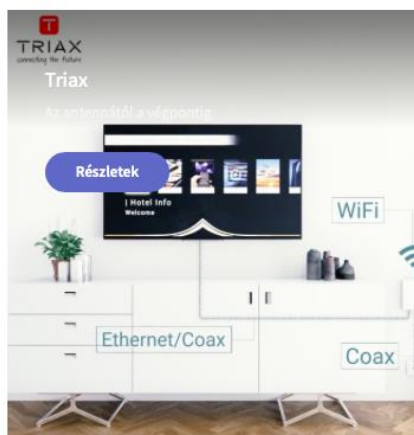 TRIAX
connecting the future
Triax
Az antennától a végpontig
Részletek
| Hotel Info
Welcome
WiFi
Ethernet/Coax
Coax